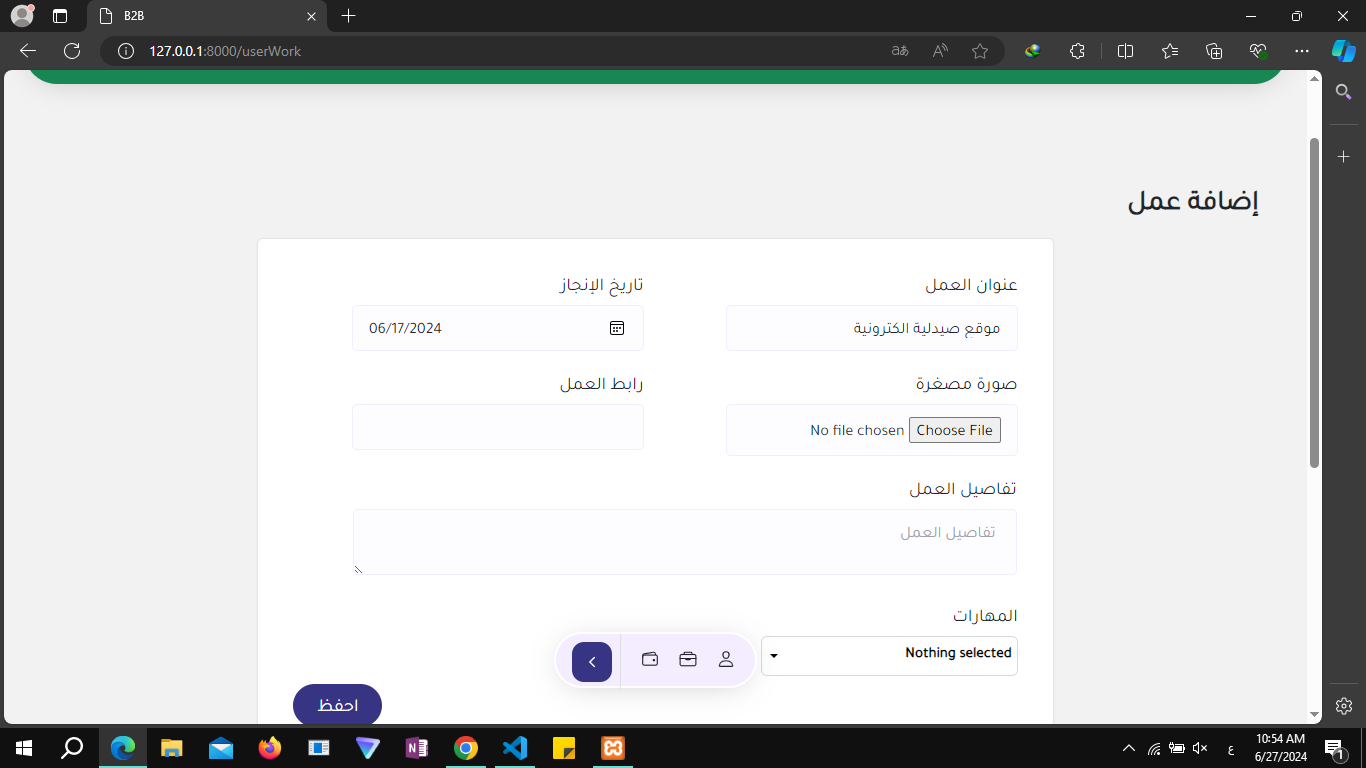 B2B
127.0.0.1:8000/userWork
إضافة عمل
عنوان العمل
تاريخ الإنجاز
موقع صيدلية الكترونية
06/17/2024
صورة مصغرة
رابط العمل
Choose File No file chosen
تفاصيل العمل
تفاصيل العمل
المهارات
Nothing selected
احفظ
10:54 AM
6/27/2024
ع
1